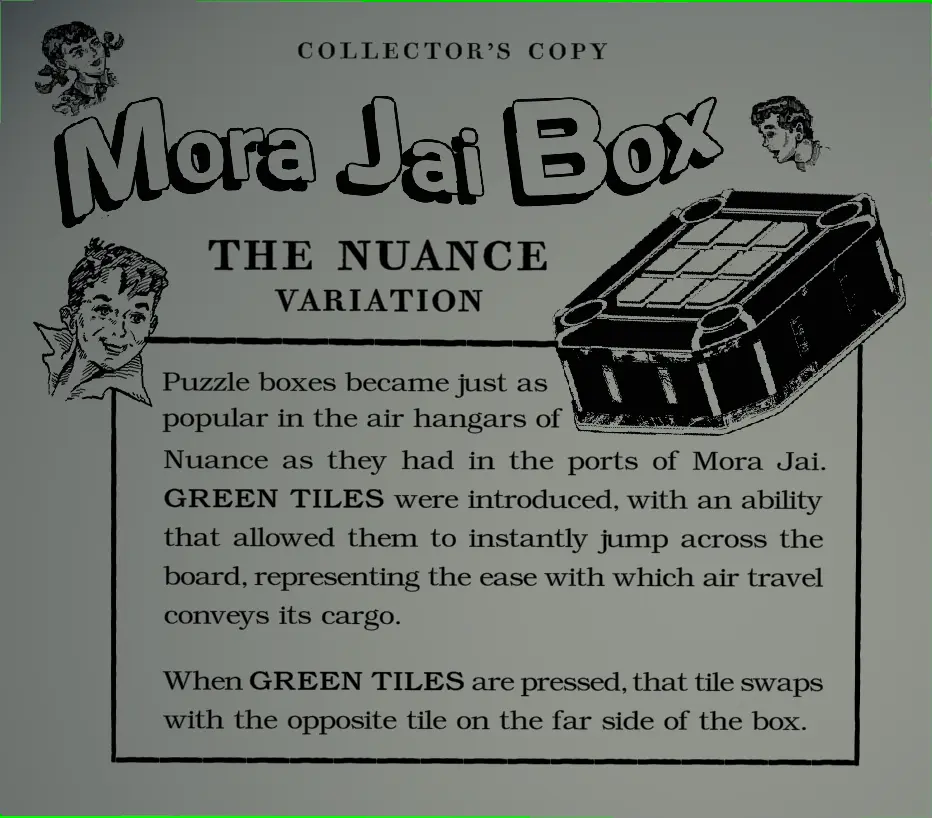 COLLECTOR'S COPY
Mora Jai Box
THE NUANCE
VARIATION
Puzzle boxes became just as
popular in the air hangars of
Nuance as they had in the ports of Mora Jai.
GREEN TILES were introduced, with an ability
that allowed them to instantly jump across the
board, representing the ease with which air travel
conveys its cargo.
When GREEN TILES are pressed, that tile swaps
with the opposite tile on the far side of the box.